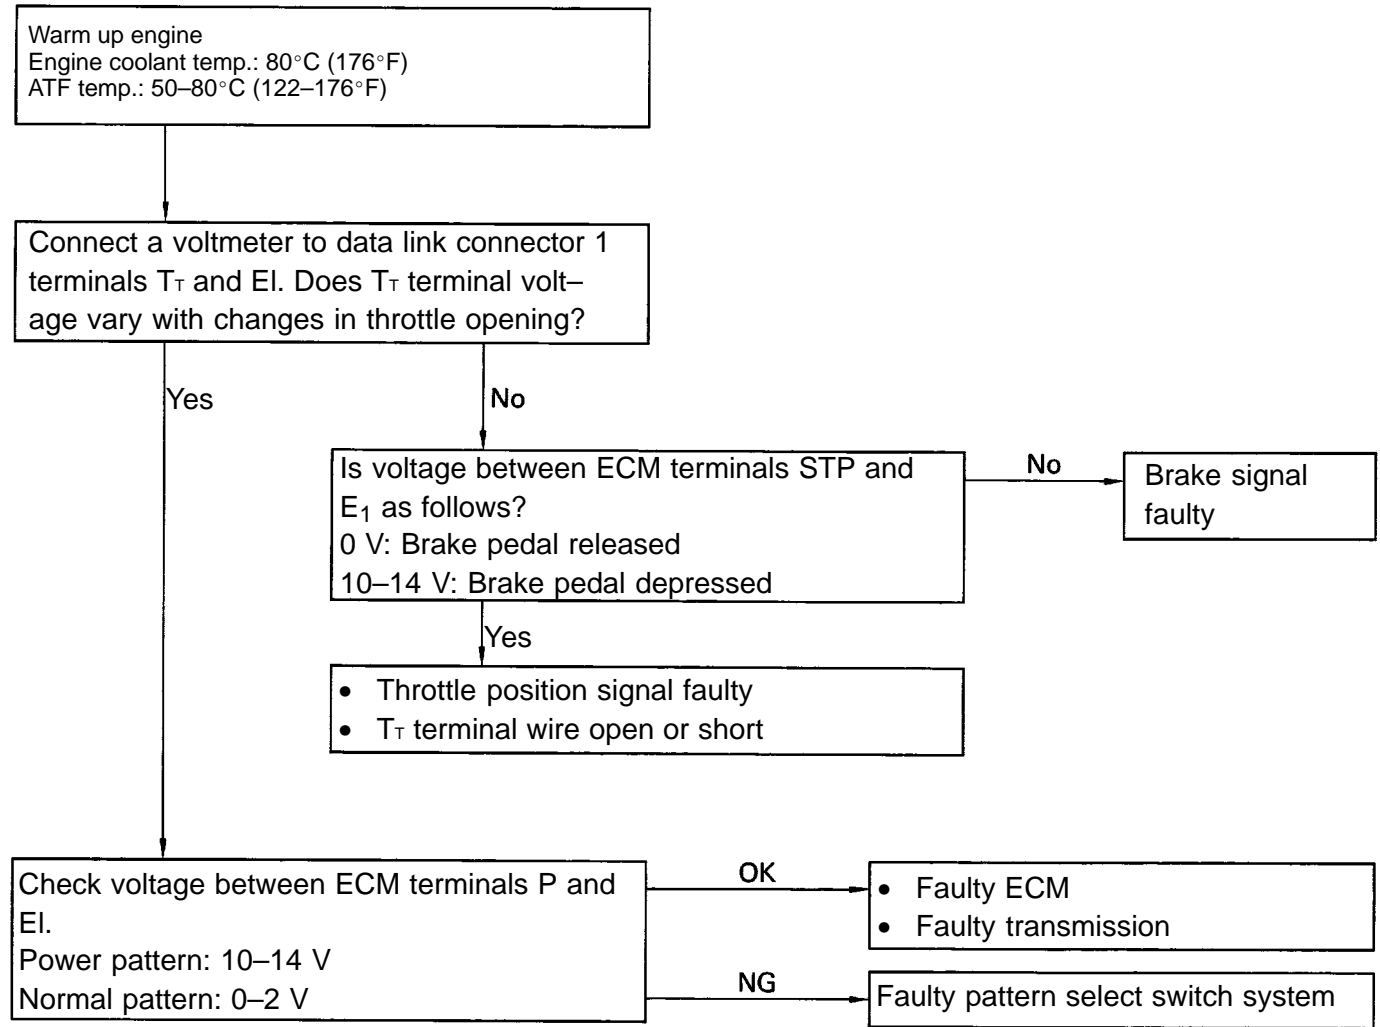 Warm up engine
Engine coolant temp.: 80°C (176°F)
ATF temp.: 50–80°C (122–176°F)
Connect a voltmeter to data link connector 1
terminals TT and El. Does TT terminal volt–
age vary with changes in throttle opening?
Yes
No
Is voltage between ECM terminals STP and
E1 as follows?
0 V: Brake pedal released
10–14 V: Brake pedal depressed
No
Brake signal
faulty
Yes
• Throttle position signal faulty
• TT terminal wire open or short
Check voltage between ECM terminals P and
El.
Power pattern: 10–14 V
Normal pattern: 0–2 V
OK
• Faulty ECM
• Faulty transmission
NG
Faulty pattern select switch system